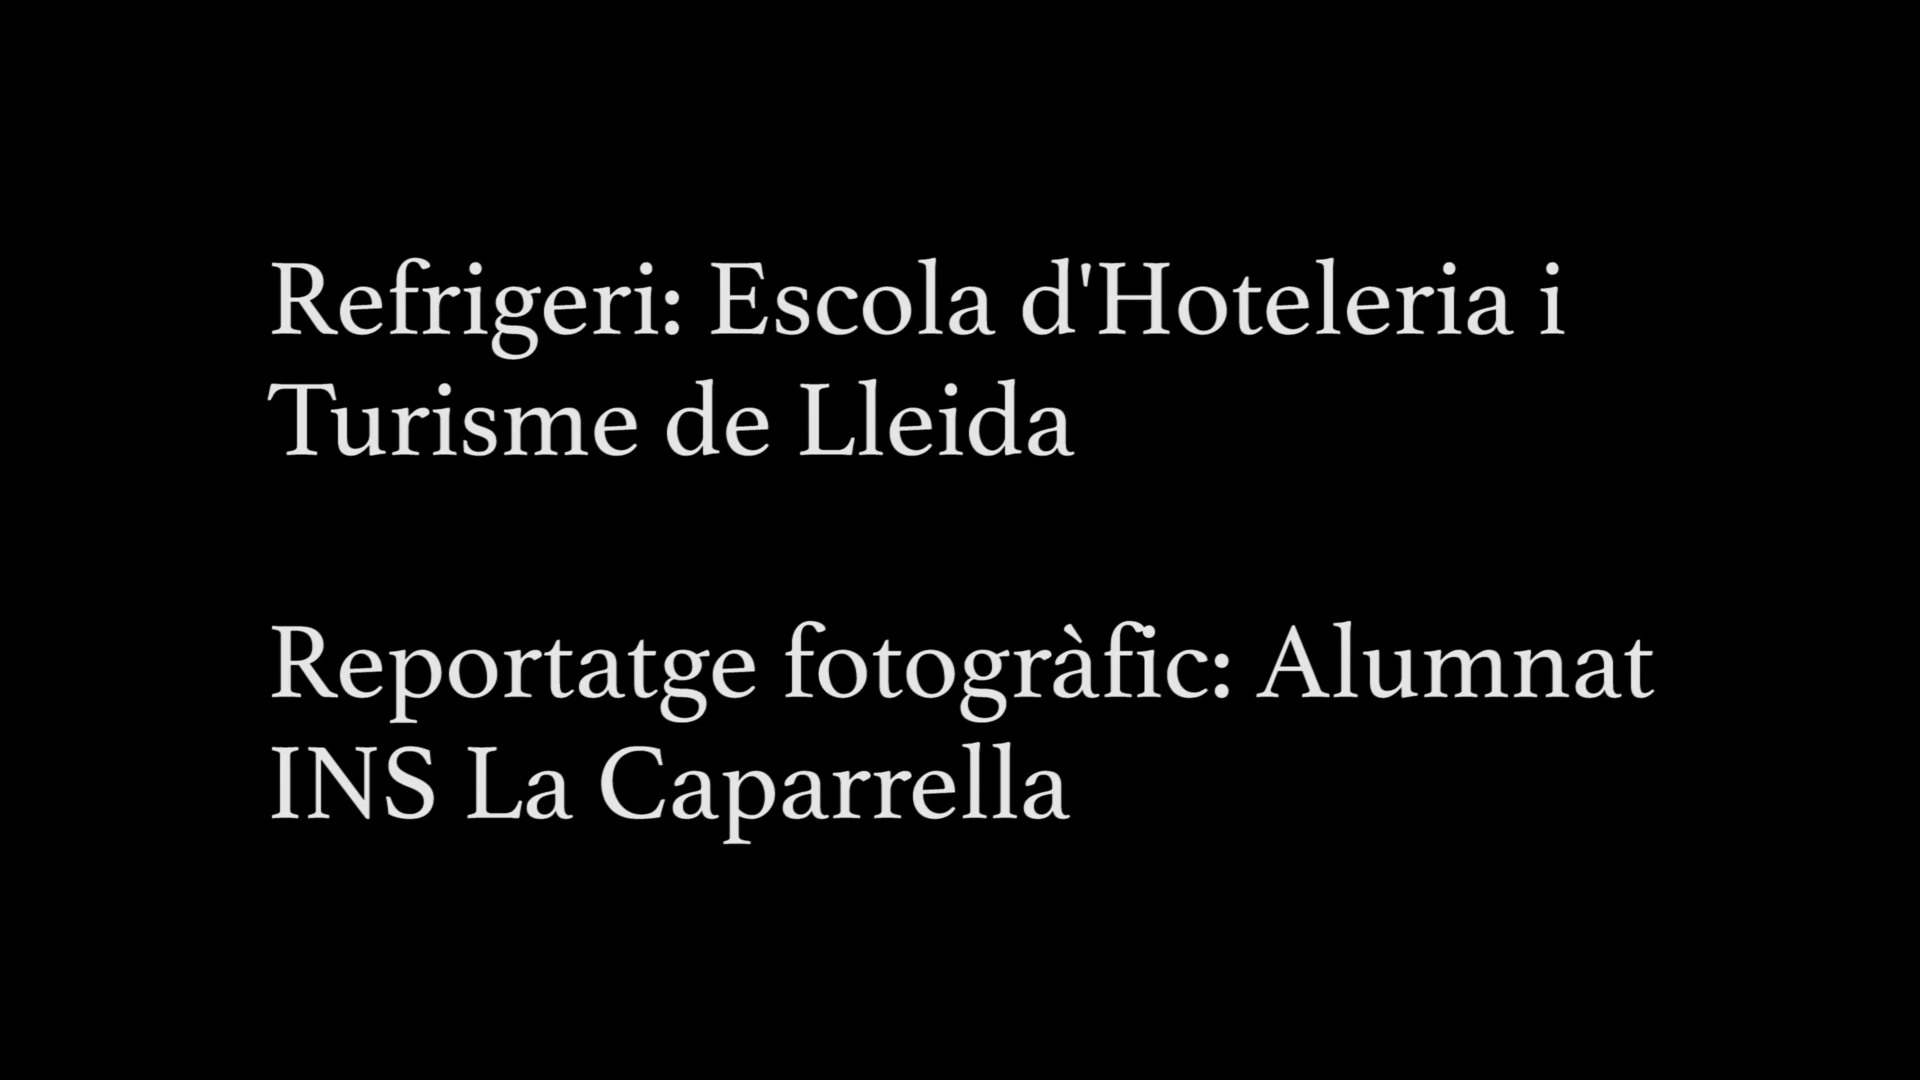 Refrigeri: Escola d'Hoteleria i
Turisme de Lleida
Reportatge fotogràfic: Alumnat
INS La Caparrella